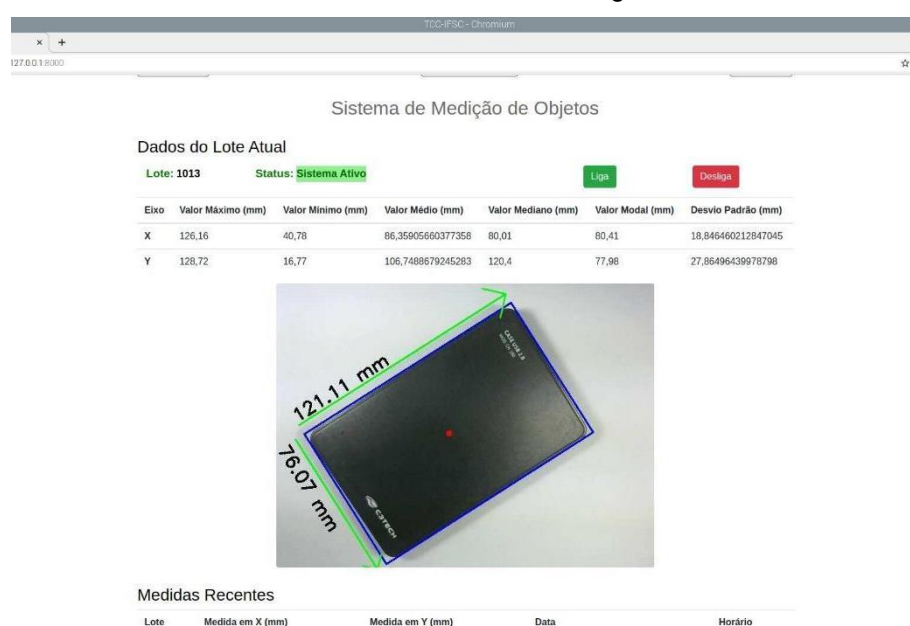 TCC-IFSC - Chromium
× +
127.0.0.1:8000
Sistema de Medição de Objetos
Dados do Lote Atual
Lote: 1013 Status: Sistema Ativo Liga Desliga
Eixo Valor Máximo (mm) Valor Mínimo (mm) Valor Médio (mm) Valor Mediano (mm) Valor Modal (mm) Desvio Padrão (mm)
X 126,16 40,78 86,35905660377358 80,01 80,41 18,846460212847045
Y 128,72 16,77 106,7488679245283 120,4 77,98 27,86496439978798
121.11 mm
76.07 mm
CASE USB 2.0
C3TECH
Medidas Recentes
Lote Medida em X (mm) Medida em Y (mm) Data Horário